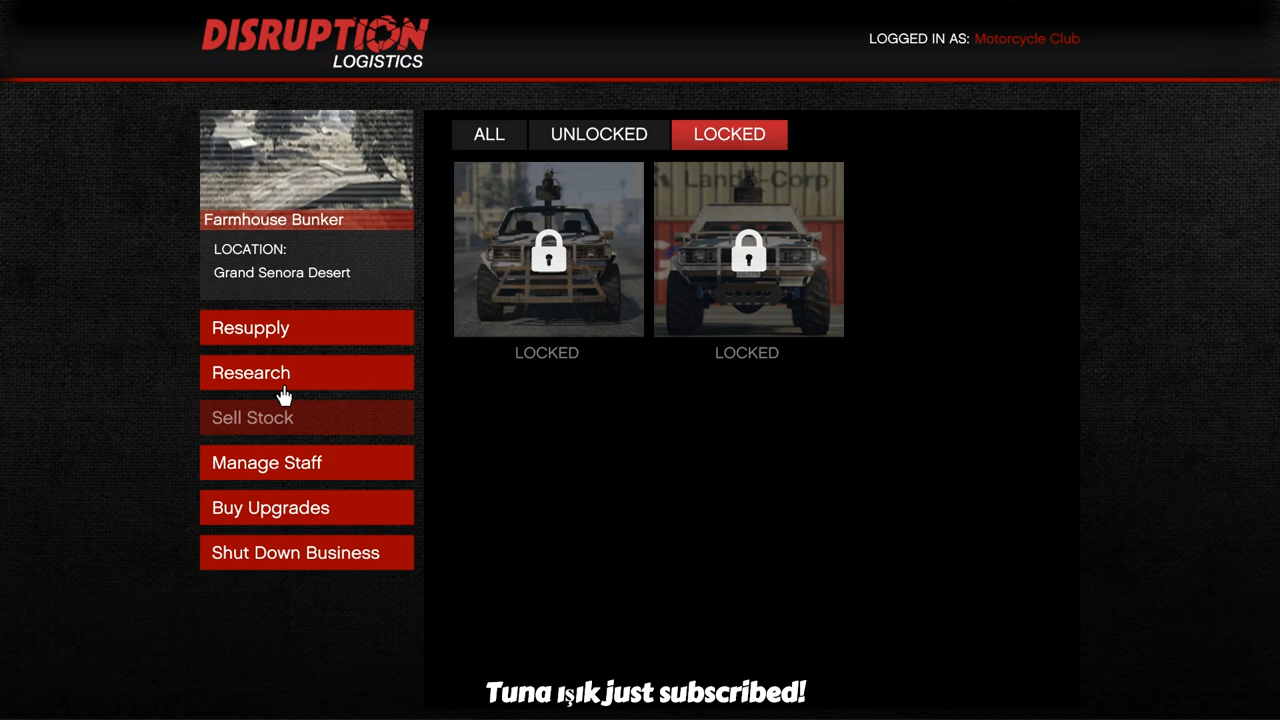 DISRUPTION
LOGISTICS
LOGGED IN AS: Motorcycle Club
Farmhouse Bunker
LOCATION:
Grand Senora Desert
Resupply
Research
Sell Stock
Manage Staff
Buy Upgrades
Shut Down Business
ALL
UNLOCKED
LOCKED
LOCKED
LOCKED
Tuna ışık just subscribed!